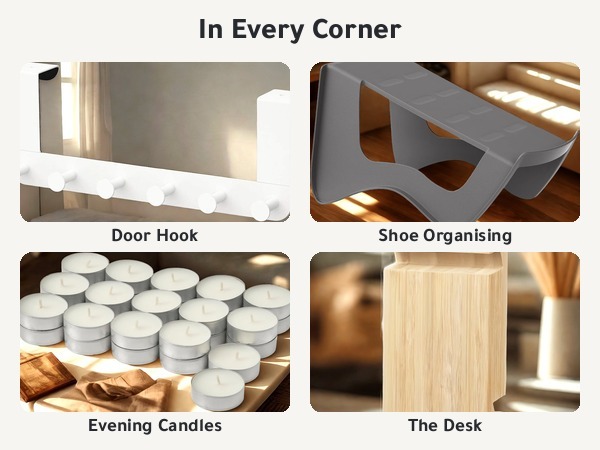 In Every Corner
Door Hook
Shoe Organising
Evening Candles
The Desk